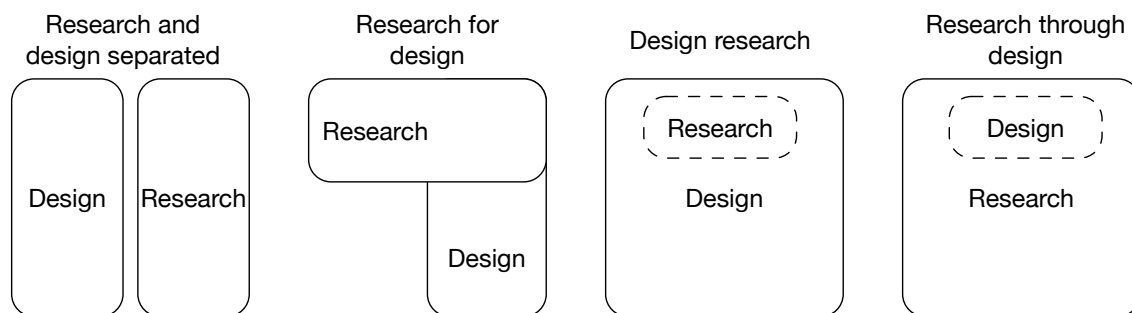 Research and
design separated
Design
Research
Research for
design
Research
Design
Design research
Research
Design
Research through
design
Design
Research